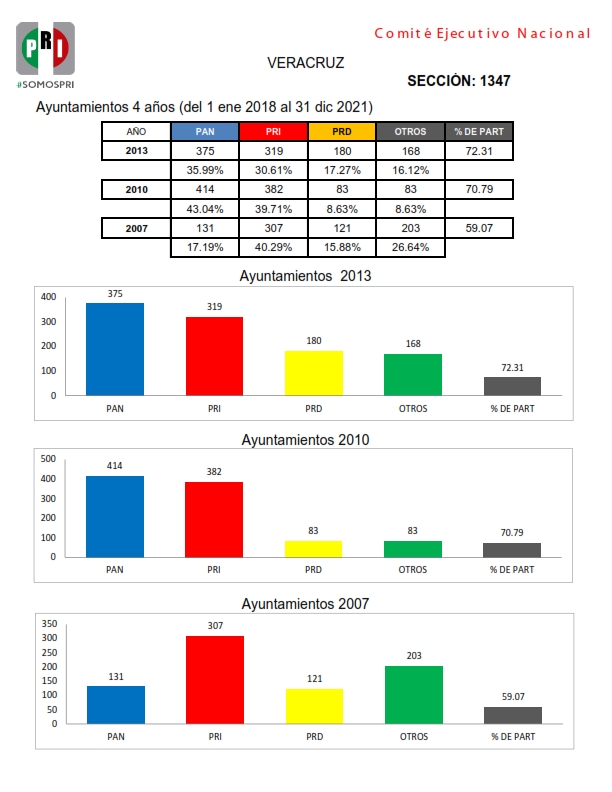 Comité Ejecutivo Nacional
PRI
#SOMOSPRI
VERACRUZ
SECCIÓN: 1347
Ayuntamientos 4 años (del 1 ene 2018 al 31 dic 2021)
AÑO PAN PRI PRD OTROS % DE PART
2013 375 319 180 168 72.31
35.99% 30.61% 17.27% 16.12%
2010 414 382 83 83 70.79
43.04% 39.71% 8.63% 8.63%
2007 131 307 121 203 59.07
17.19% 40.29% 15.88% 26.64%
Ayuntamientos 2013
400
300
200
100
0
375 319 180 168 72.31
PAN PRI PRD OTROS % DE PART
Ayuntamientos 2010
500
400
300
200
100
0
414 382 83 83 70.79
PAN PRI PRD OTROS % DE PART
Ayuntamientos 2007
350
300
250
200
150
100
50
0
131 307 121 203 59.07
PAN PRI PRD OTROS % DE PART